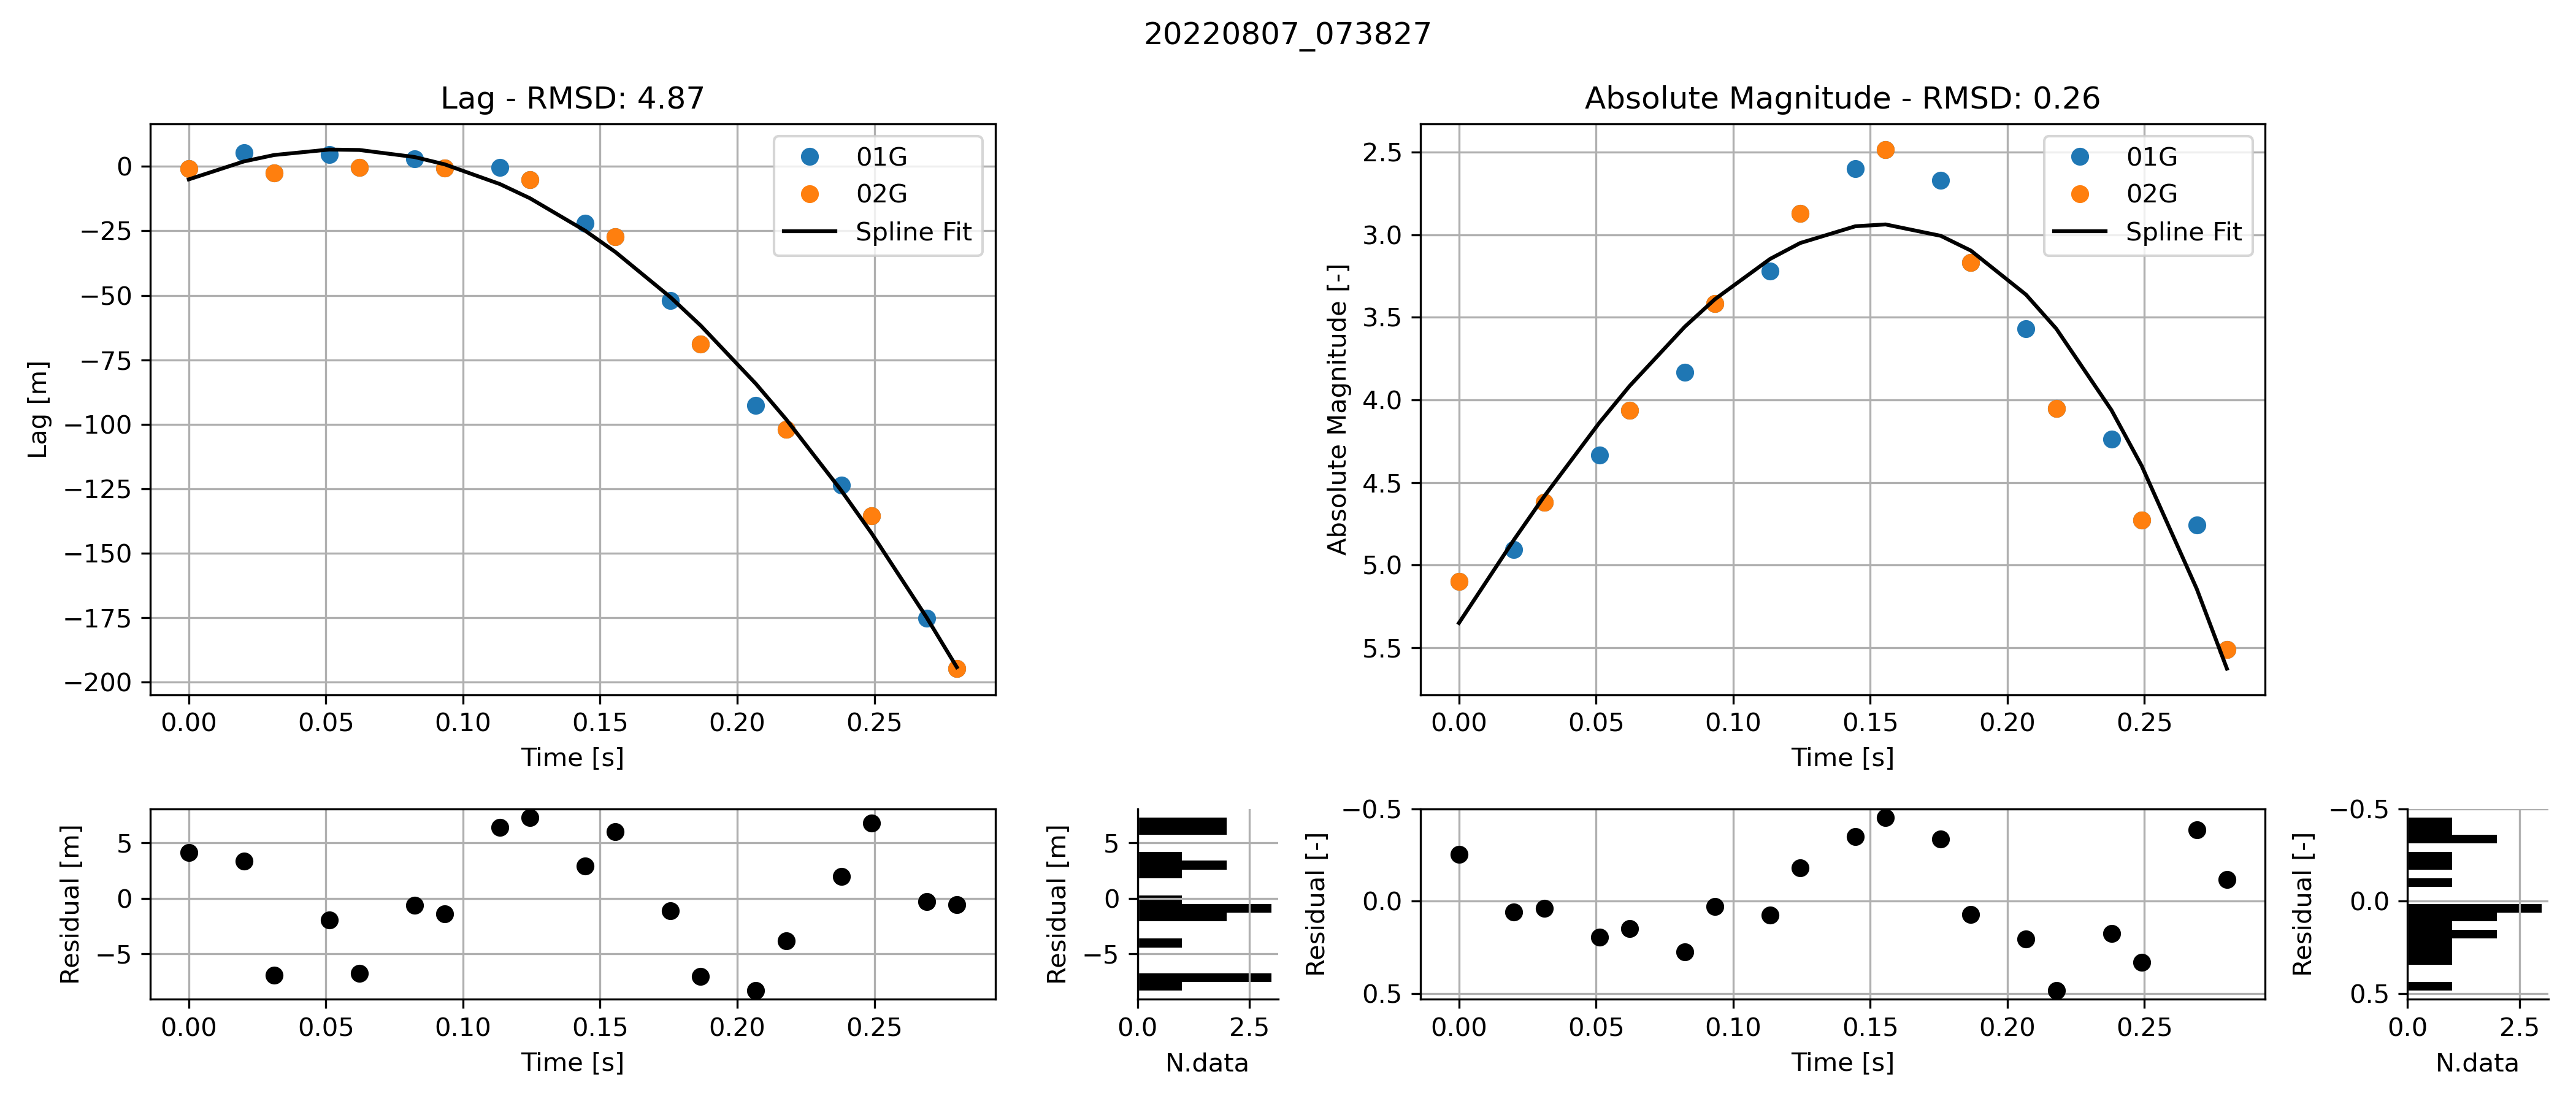 20220807_073827
Lag - RMSD: 4.87
01G
02G
Spline Fit
Lag [m]
0
−25
−50
−75
−100
−125
−150
−175
−200
0.00 0.05 0.10 0.15 0.20 0.25
Time [s]
Absolute Magnitude - RMSD: 0.26
01G
02G
Spline Fit
Absolute Magnitude [-]
2.5
3.0
3.5
4.0
4.5
5.0
5.5
0.00 0.05 0.10 0.15 0.20 0.25
Time [s]
Residual [m]
5
0
−5
0.00 0.05 0.10 0.15 0.20 0.25
Time [s]
Residual [m]
5
0
−5
0.0 2.5
N.data
Residual [-]
−0.5
0.0
0.5
0.00 0.05 0.10 0.15 0.20 0.25
Time [s]
Residual [-]
−0.5
0.0
0.5
0.0 2.5
N.data